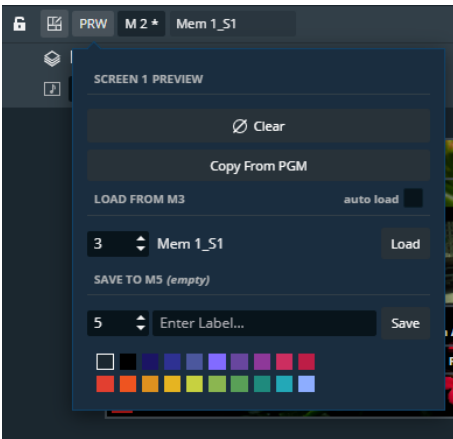 PRW M 2 * Mem 1_S1
SCREEN 1 PREVIEW
Clear
Copy From PGM
LOAD FROM M3 auto load
3 Mem 1_S1 Load
SAVE TO M5 (empty)
5 Enter Label... Save